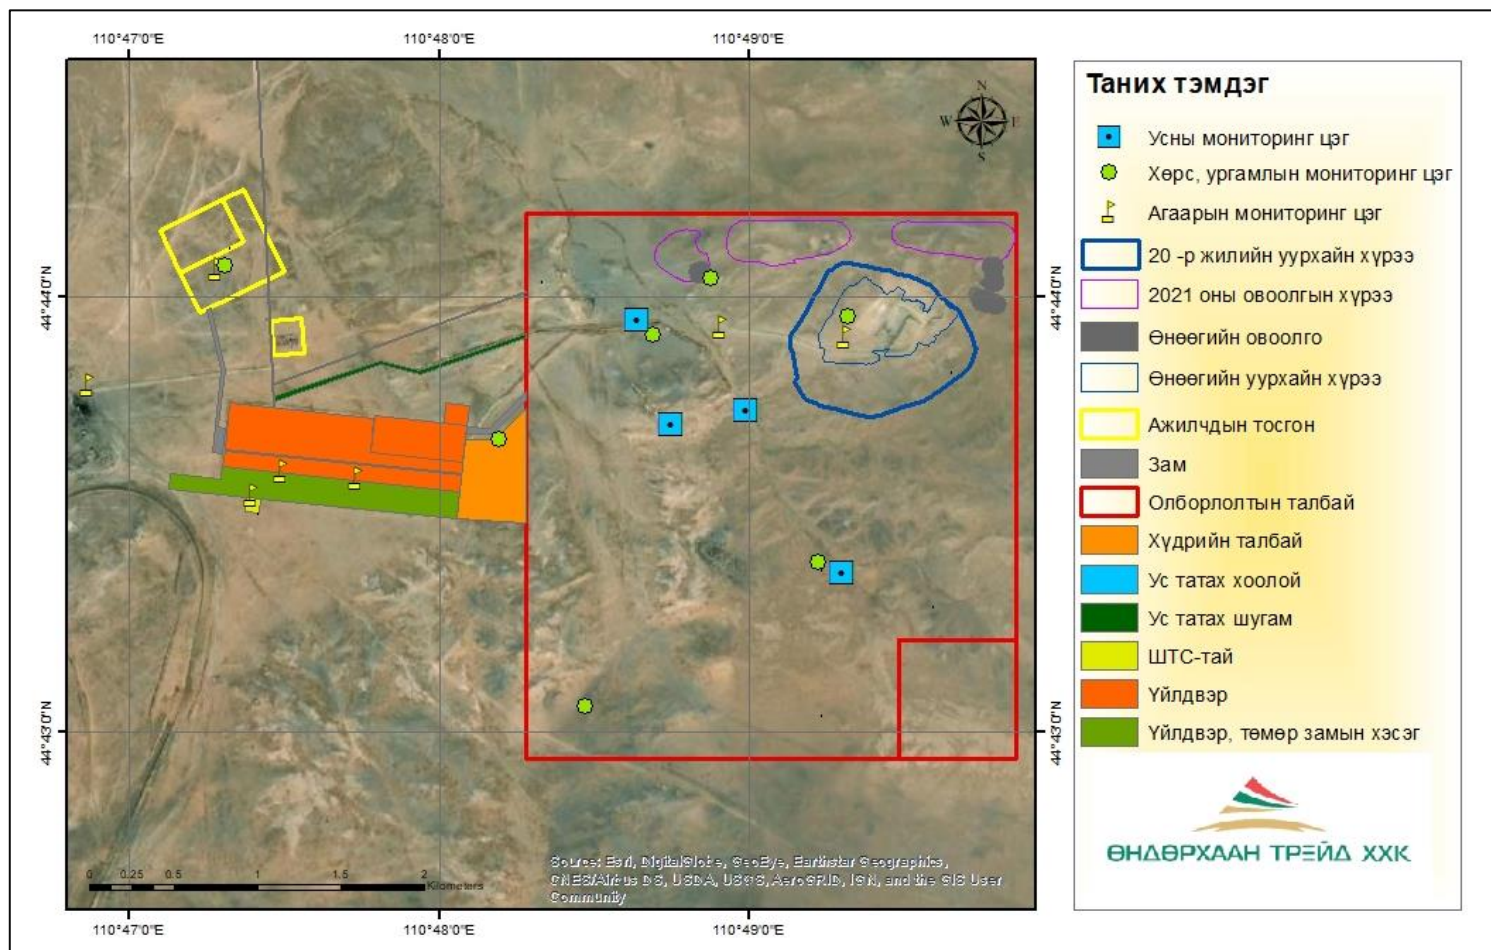 110°47'0"E 110°48'0"E 110°49'0"E
N
W E
S
44°44'0"N 44°44'0"N
44°43'0"N 44°43'0"N
0 0.25 0.5 1 1.5 2
Kilometers
Source: Esri, DigitalGlobe, GeoEye, Earthstar Geographics,
CNES/Airbus DS, USDA, USGS, AeroGRID, IGN, and the GIS User
Community
110°47'0"E 110°48'0"E 110°49'0"E
Таних тэмдэг
Усны мониторинг цэг
Хөрс, ургамлын мониторинг цэг
Агаарын мониторинг цэг
20 -р жилийн уурхайн хүрээ
2021 оны овоолгын хүрээ
Өнөөгийн овоолго
Өнөөгийн уурхайн хүрээ
Ажилчдын тосгон
Зам
Олборлолтын талбай
Хүдрийн талбай
Ус татах хоолой
Ус татах шугам
ШТС-тай
Үйлдвэр
Үйлдвэр, төмөр замын хэсэг
ӨНДӨРХААН ТРЕЙД ХХК